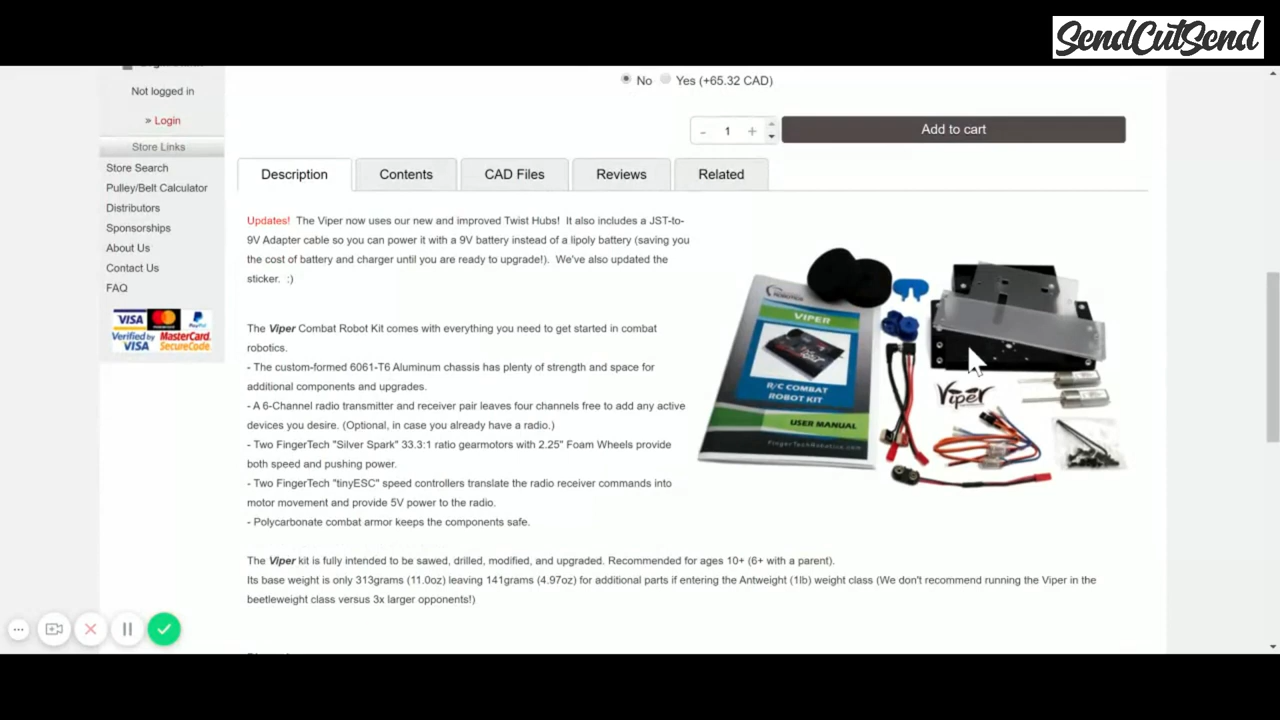 SendCutSend
No Yes (+65.32 CAD)
Not logged in
» Login
- 1 + Add to cart
Store Links
Store Search
Pulley/Belt Calculator
Distributors
Sponsorships
About Us
Contact Us
FAQ
VISA MasterCard PayPal
Verified by VISA MasterCard. SecureCode.
Description Contents CAD Files Reviews Related
Updates! The Viper now uses our new and improved Twist Hubs! It also includes a JST-to-
9V Adapter cable so you can power it with a 9V battery instead of a lipoly battery (saving you
the cost of battery and charger until you are ready to upgrade!). We've also updated the
sticker. :)
The Viper Combat Robot Kit comes with everything you need to get started in combat
robotics.
- The custom-formed 6061-T6 Aluminum chassis has plenty of strength and space for
additional components and upgrades.
- A 6-Channel radio transmitter and receiver pair leaves four channels free to add any active
devices you desire. (Optional, in case you already have a radio.)
- Two FingerTech "Silver Spark" 33.3:1 ratio gearmotors with 2.25" Foam Wheels provide
both speed and pushing power.
- Two FingerTech "tinyESC" speed controllers translate the radio receiver commands into
motor movement and provide 5V power to the radio.
- Polycarbonate combat armor keeps the components safe.
VIPER
R/C COMBAT
ROBOT KIT
USER MANUAL
FingerTechRobotics.com
Viper
The Viper kit is fully intended to be sawed, drilled, modified, and upgraded. Recommended for ages 10+ (6+ with a parent).
Its base weight is only 313grams (11.0oz) leaving 141grams (4.97oz) for additional parts if entering the Antweight (1lb) weight class (We don't recommend running the Viper in the
beetleweight class versus 3x larger opponents!)